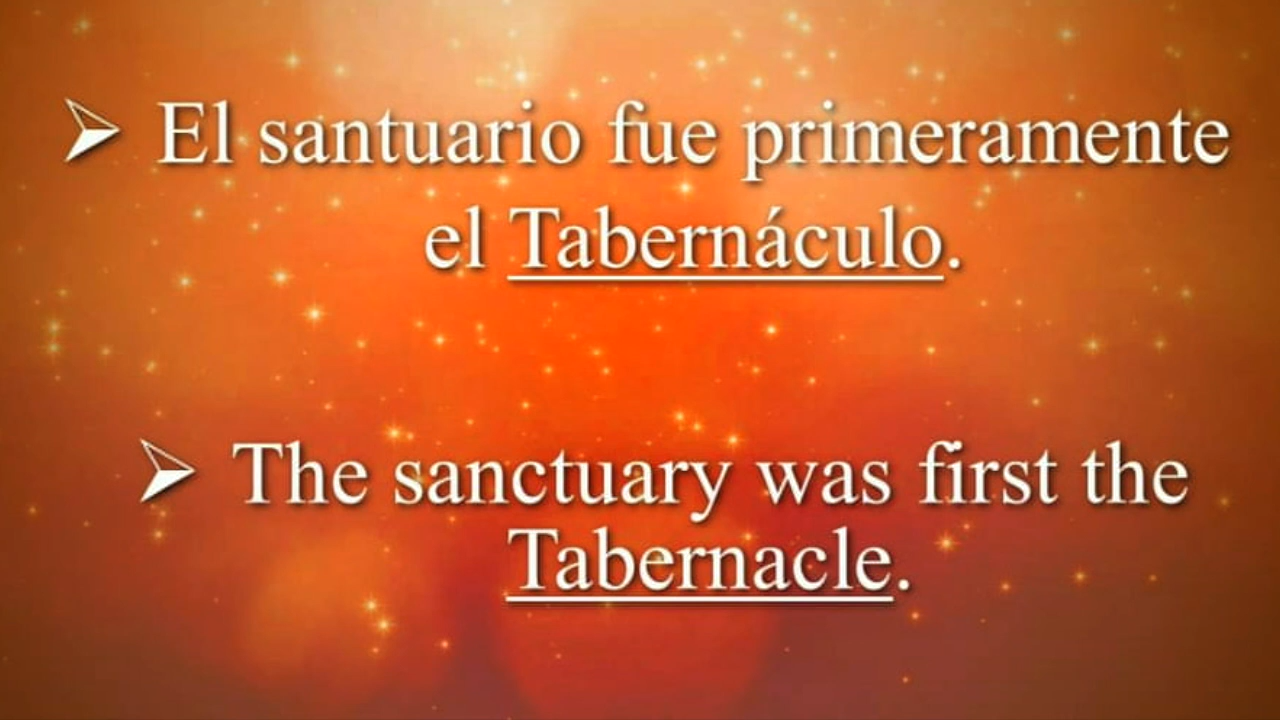 ➢ El santuario fue primeramente
el Tabernáculo.
➢ The sanctuary was first the
Tabernacle.